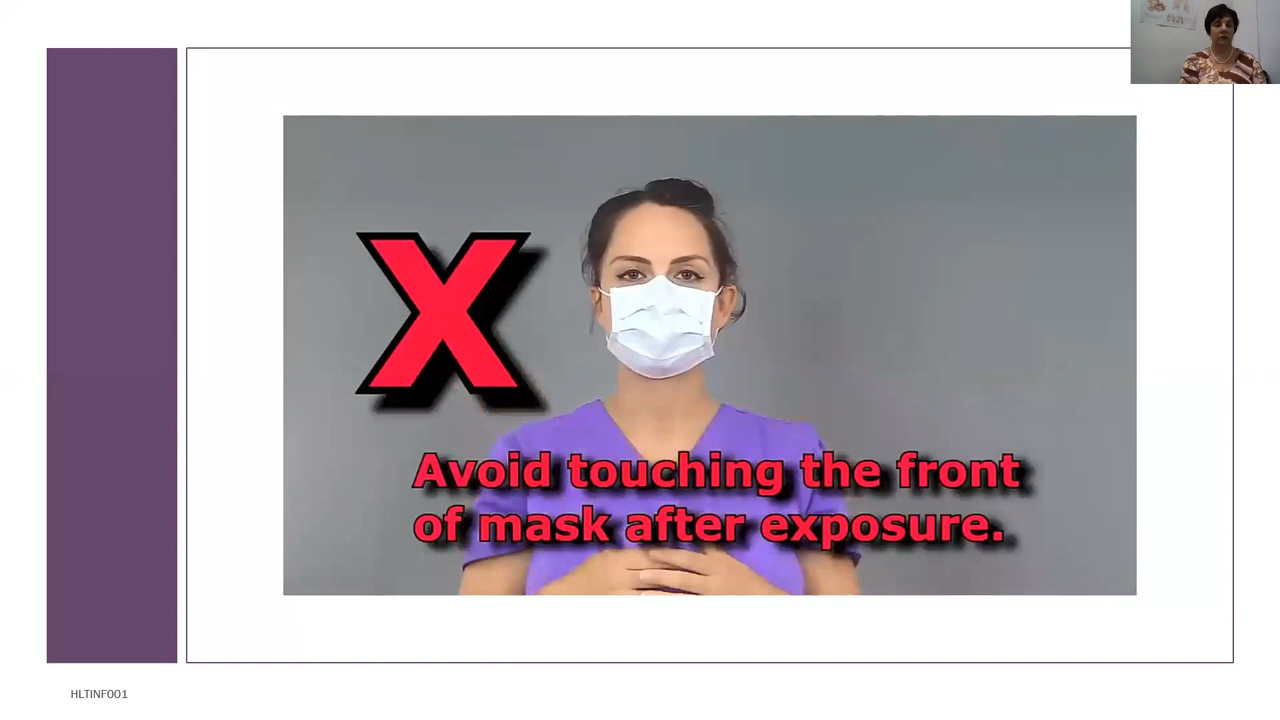 X
Avoid touching the front
of mask after exposure.
HLTINF001